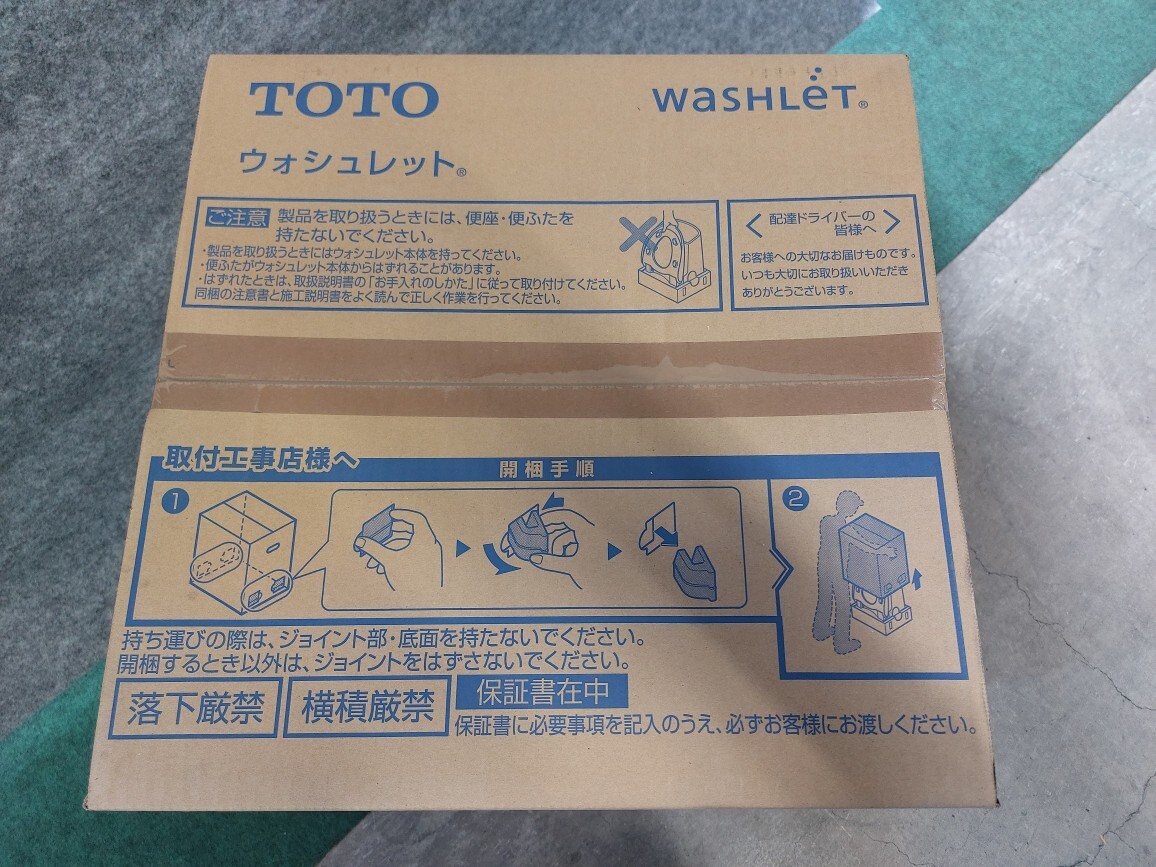 TOTO
WASHLET®
ウォシュレット®
ご注意 製品を取り扱うときには、便座・便ふたを
持たないでください。
・製品を取り扱うときにはウォシュレット本体を持ってください。
・便ふたがウォシュレット本体からはずれることがあります。
・はずれたときは、取扱説明書の「お手入れのしかた」に従って取り付けてください。
同梱の注意書と施工説明書をよく読んで正しく作業を行ってください。
配達ドライバーの
皆様へ
お客様への大切なお届けものです。
いつも大切にお取り扱いいただき
ありがとうございます。
取付工事店様へ
開梱手順
1
2
持ち運びの際は、ジョイント部・底面を持たないでください。
開梱するとき以外は、ジョイントをはずさないでください。
落下厳禁
横積厳禁
保証書在中
保証書に必要事項を記入のうえ、必ずお客様にお渡しください。